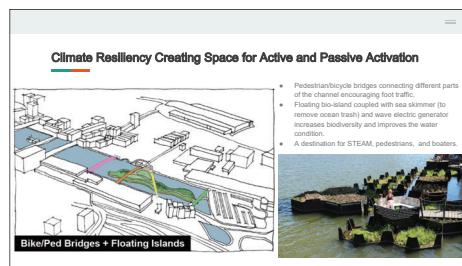 Climate Resiliency Creating Space for Active and Passive Activation
● Pedestrian/bicycle bridges connecting different parts
of the channel encouraging foot traffic.
● Floating bio-island coupled with sea skimmer (to
remove ocean trash) and wave electric generator
increases biodiversity and improves the water
condition.
● A destination for STEAM, pedestrians, and boaters.
Bike/Ped Bridges + Floating Islands